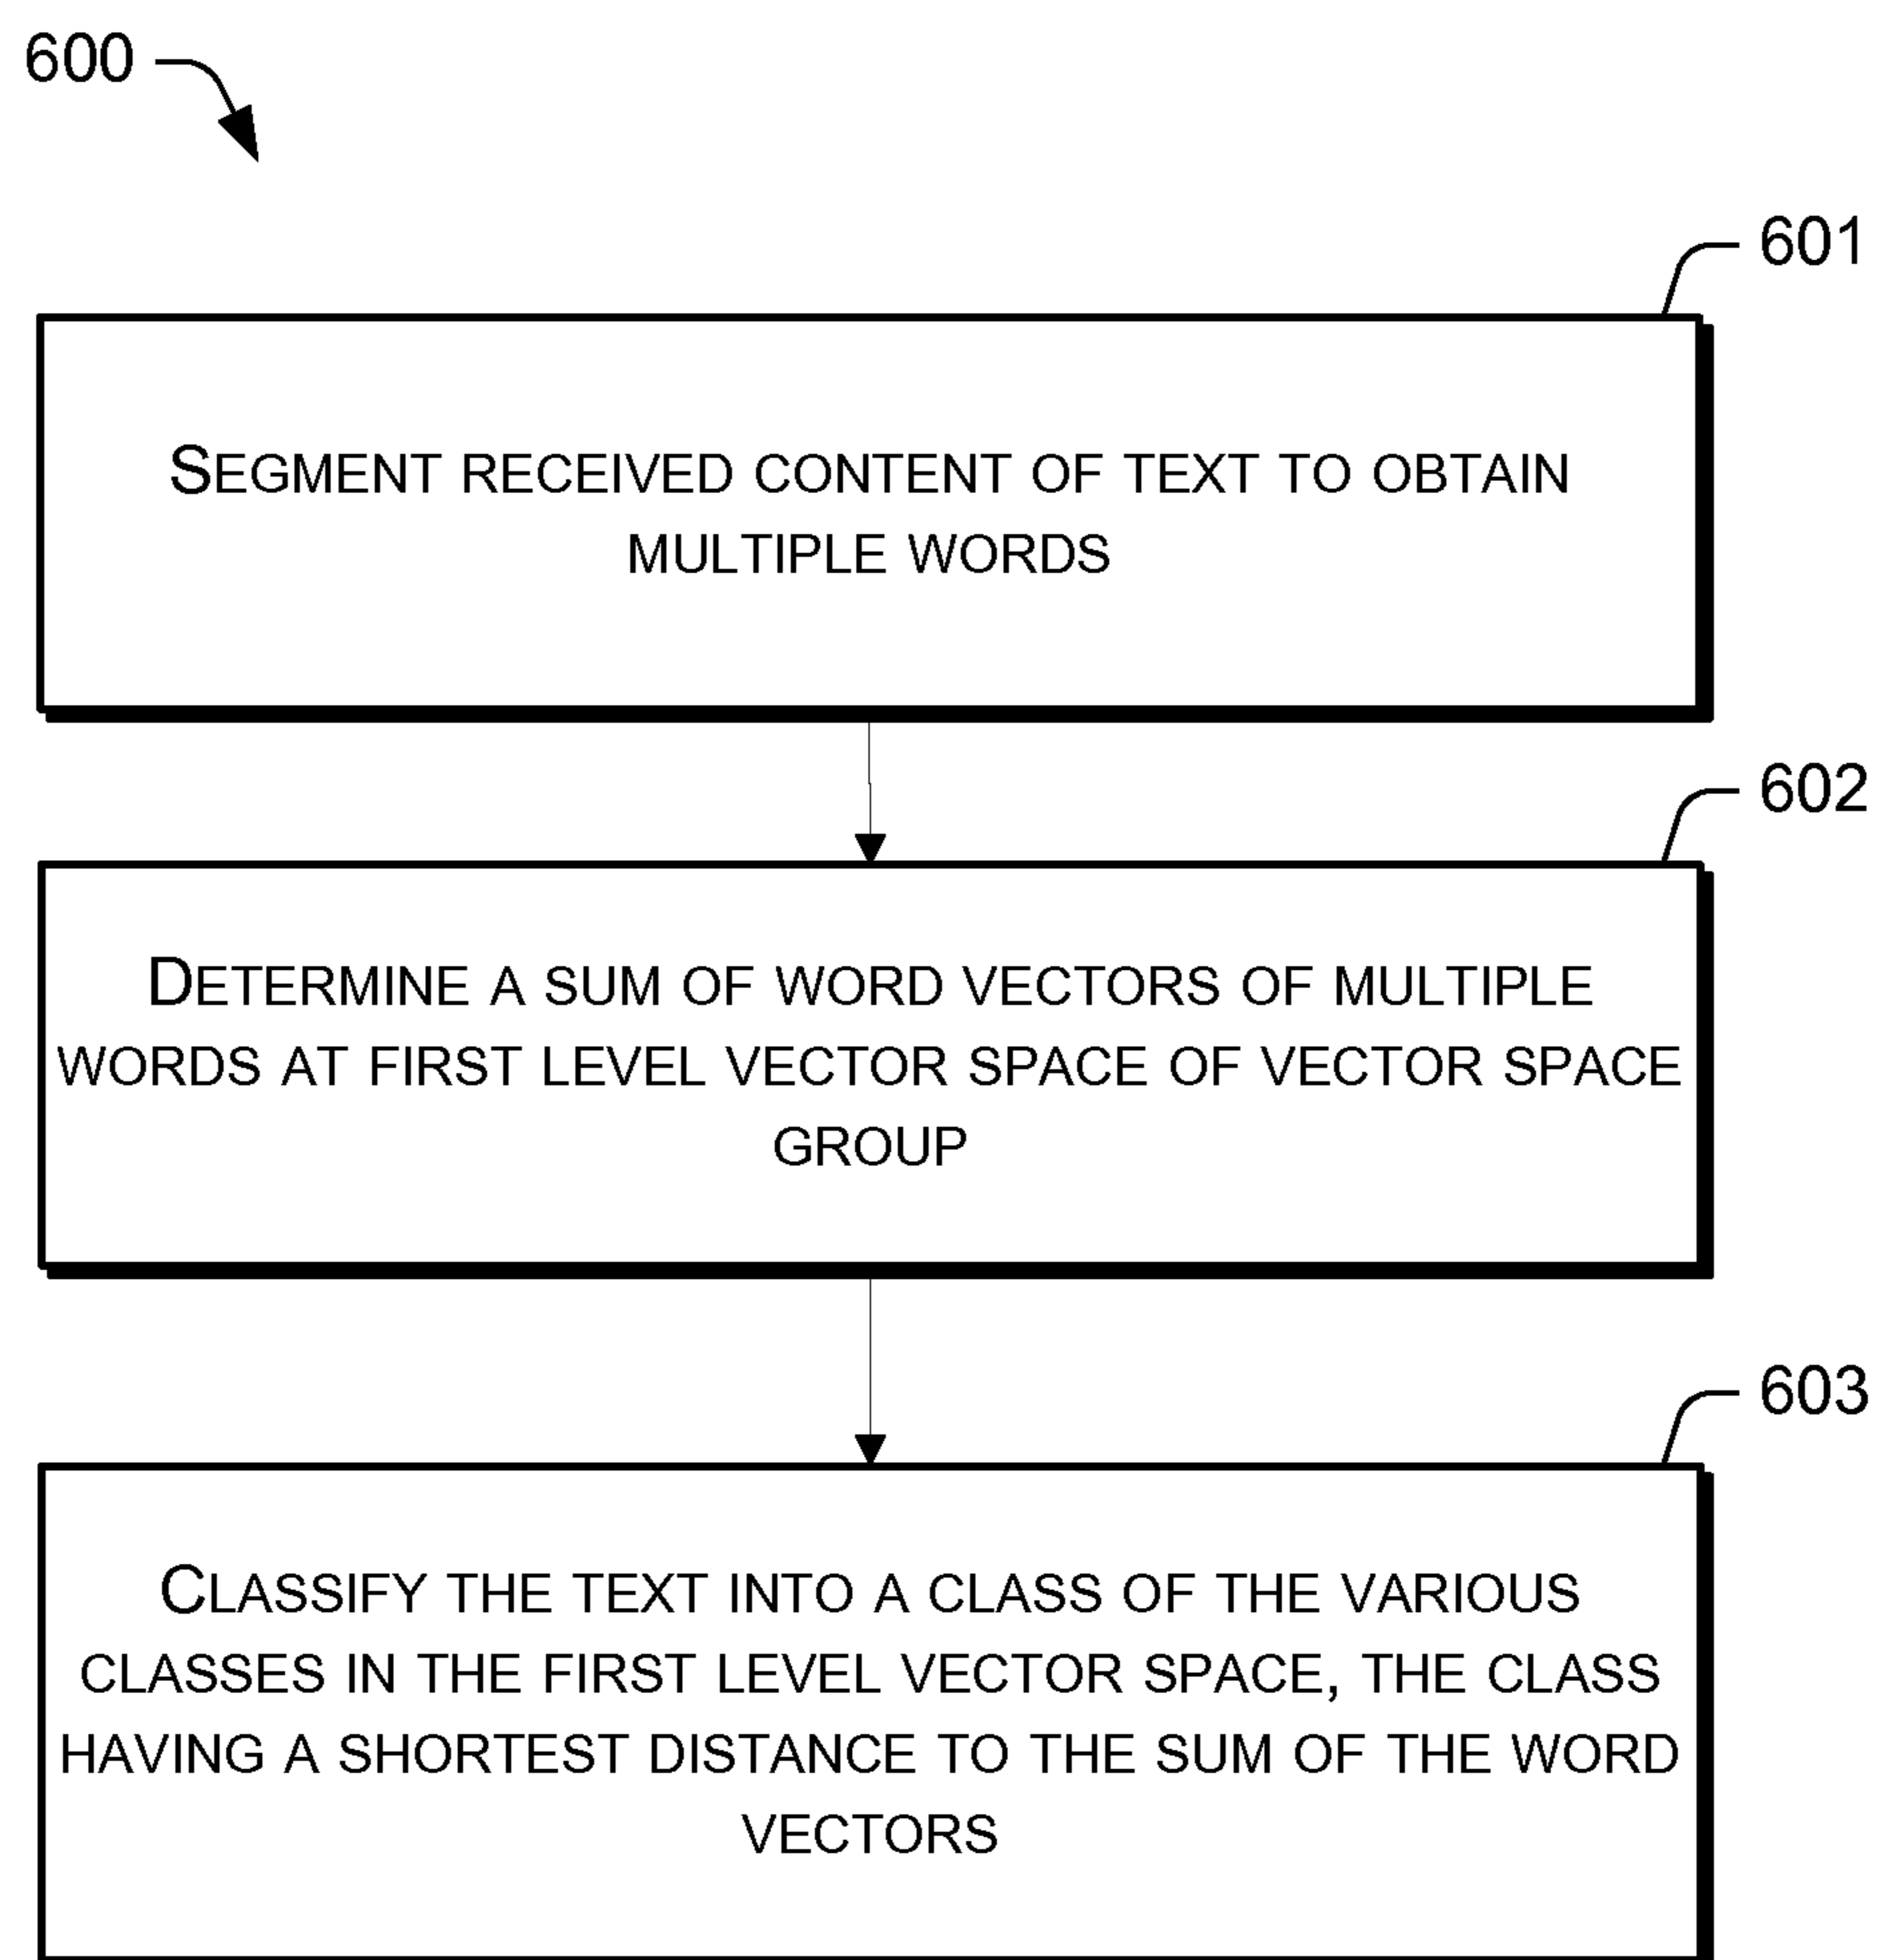 600
601
SEGMENT RECEIVED CONTENT OF TEXT TO OBTAIN
MULTIPLE WORDS
602
DETERMINE A SUM OF WORD VECTORS OF MULTIPLE
WORDS AT FIRST LEVEL VECTOR SPACE OF VECTOR SPACE
GROUP
603
CLASSIFY THE TEXT INTO A CLASS OF THE VARIOUS
CLASSES IN THE FIRST LEVEL VECTOR SPACE, THE CLASS
HAVING A SHORTEST DISTANCE TO THE SUM OF THE WORD
VECTORS